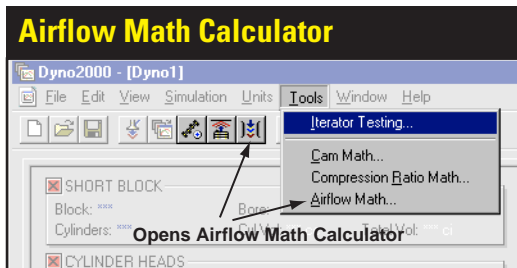 Airflow Math Calculator
Dyno2000 - [Dyno1]
File Edit View Simulation Units Tools Window Help
Iterator Testing...
Cam Math...
Compression Ratio Math...
Airflow Math...
SHORT BLOCK
Block: ***
Bore:
Cylinders: ***
Total Vol: *** ci
Opens Airflow Math Calculator
CYLINDER HEADS